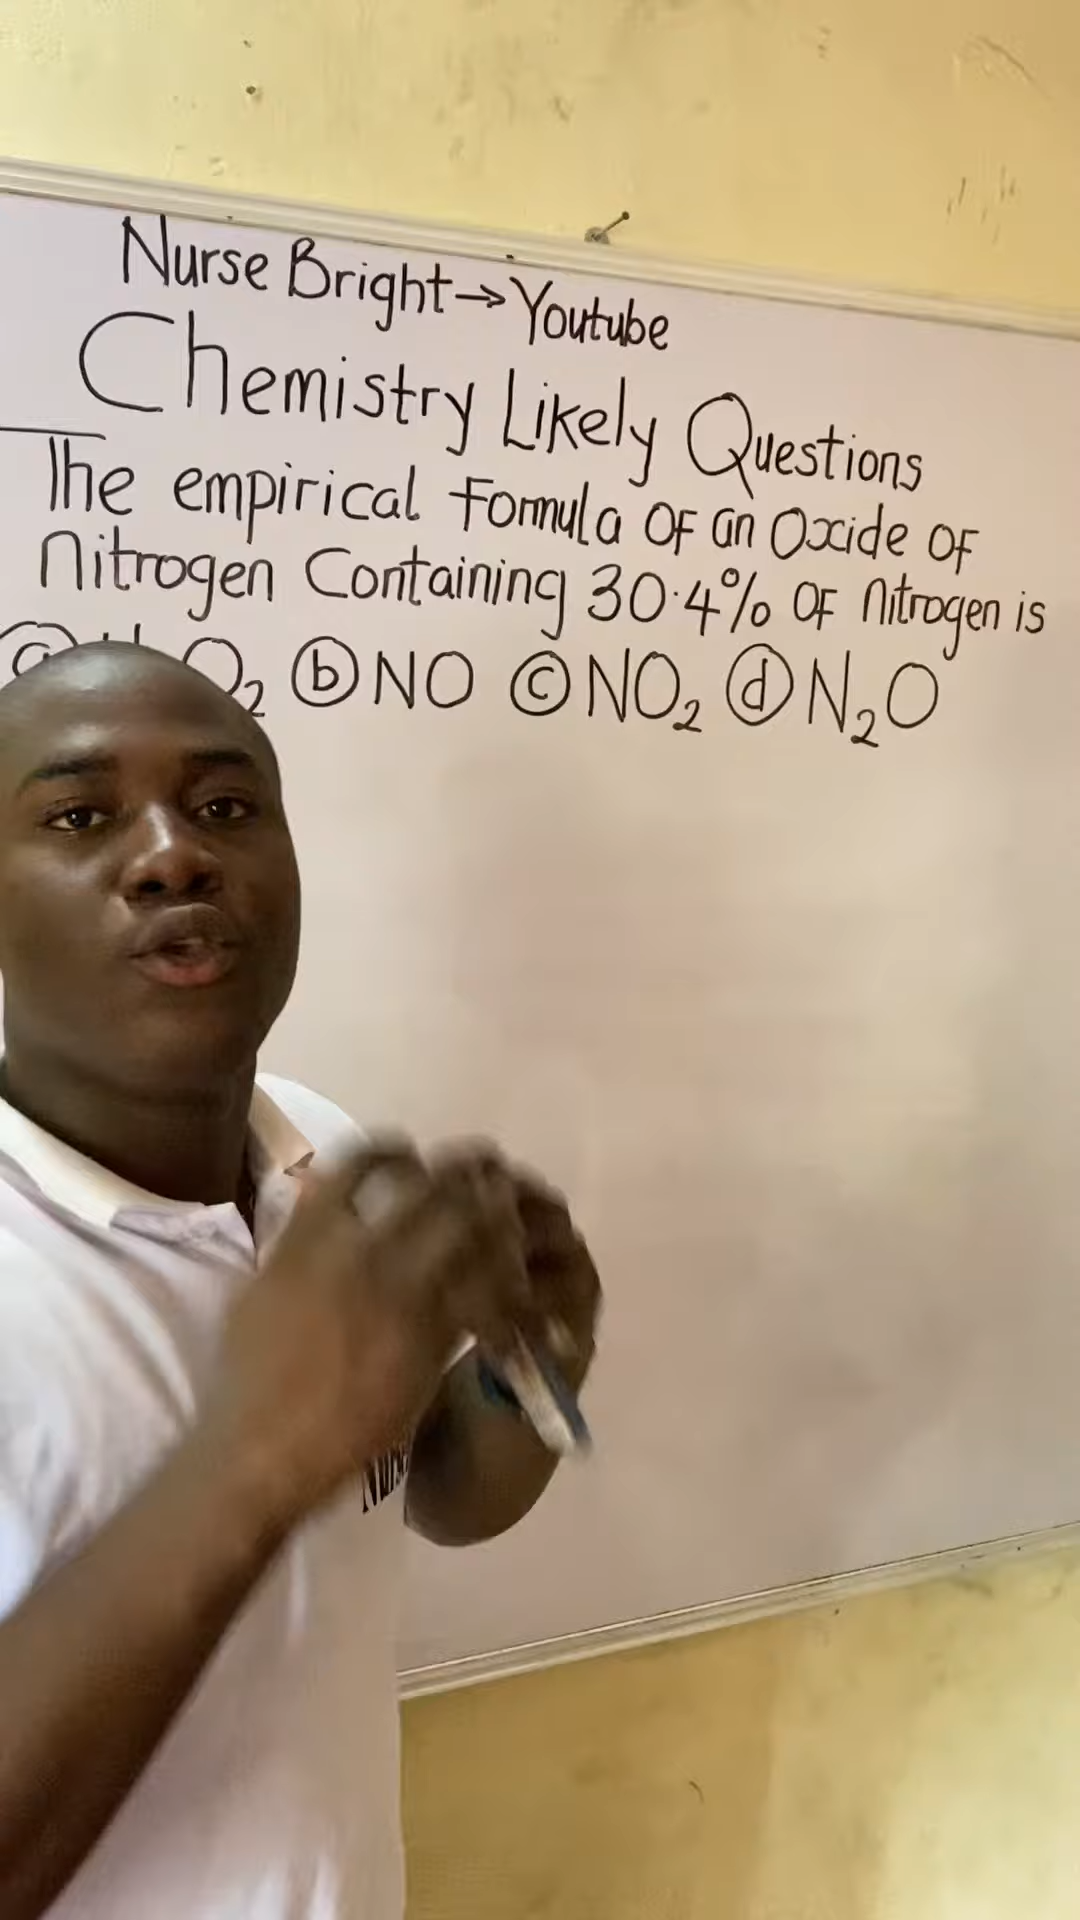 Nurse Bright → Youtube
Chemistry Likely Questions
The empirical Formula OF an Oxide OF
Nitrogen Containing 30.4% OF Nitrogen is
O₂ (b) NO (c) NO₂ (d) N₂O